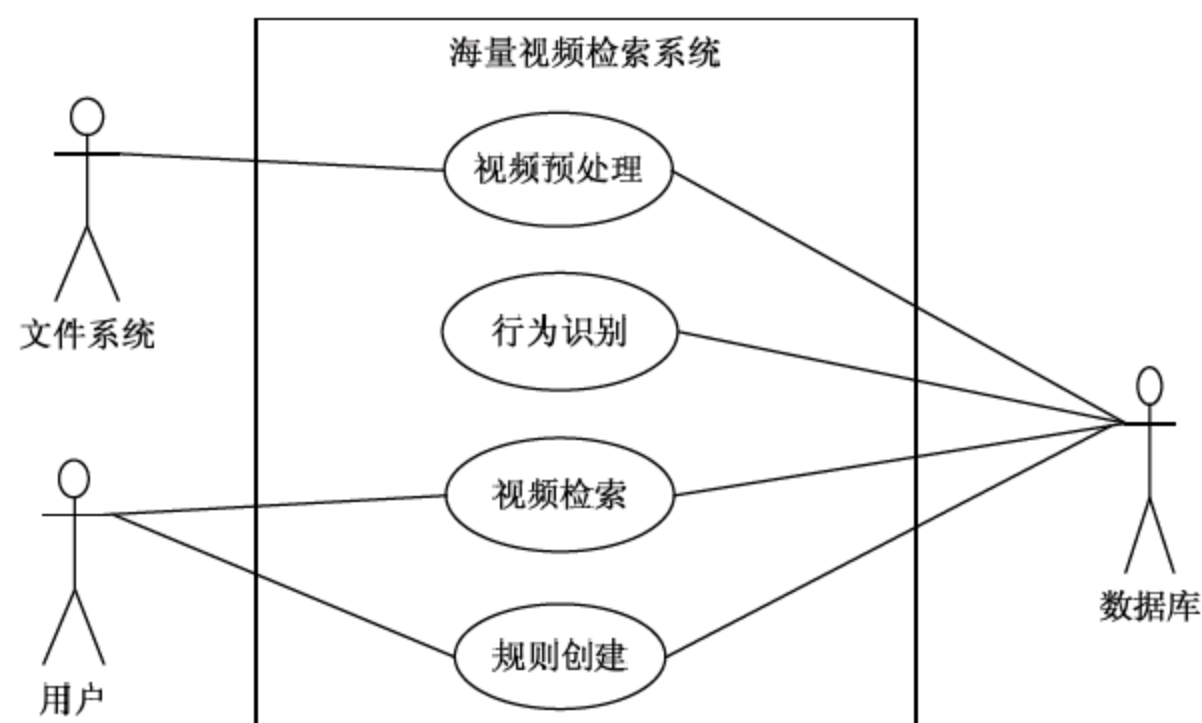 海量视频检索系统
视频预处理
文件系统
行为识别
视频检索
数据库
规则创建
用户